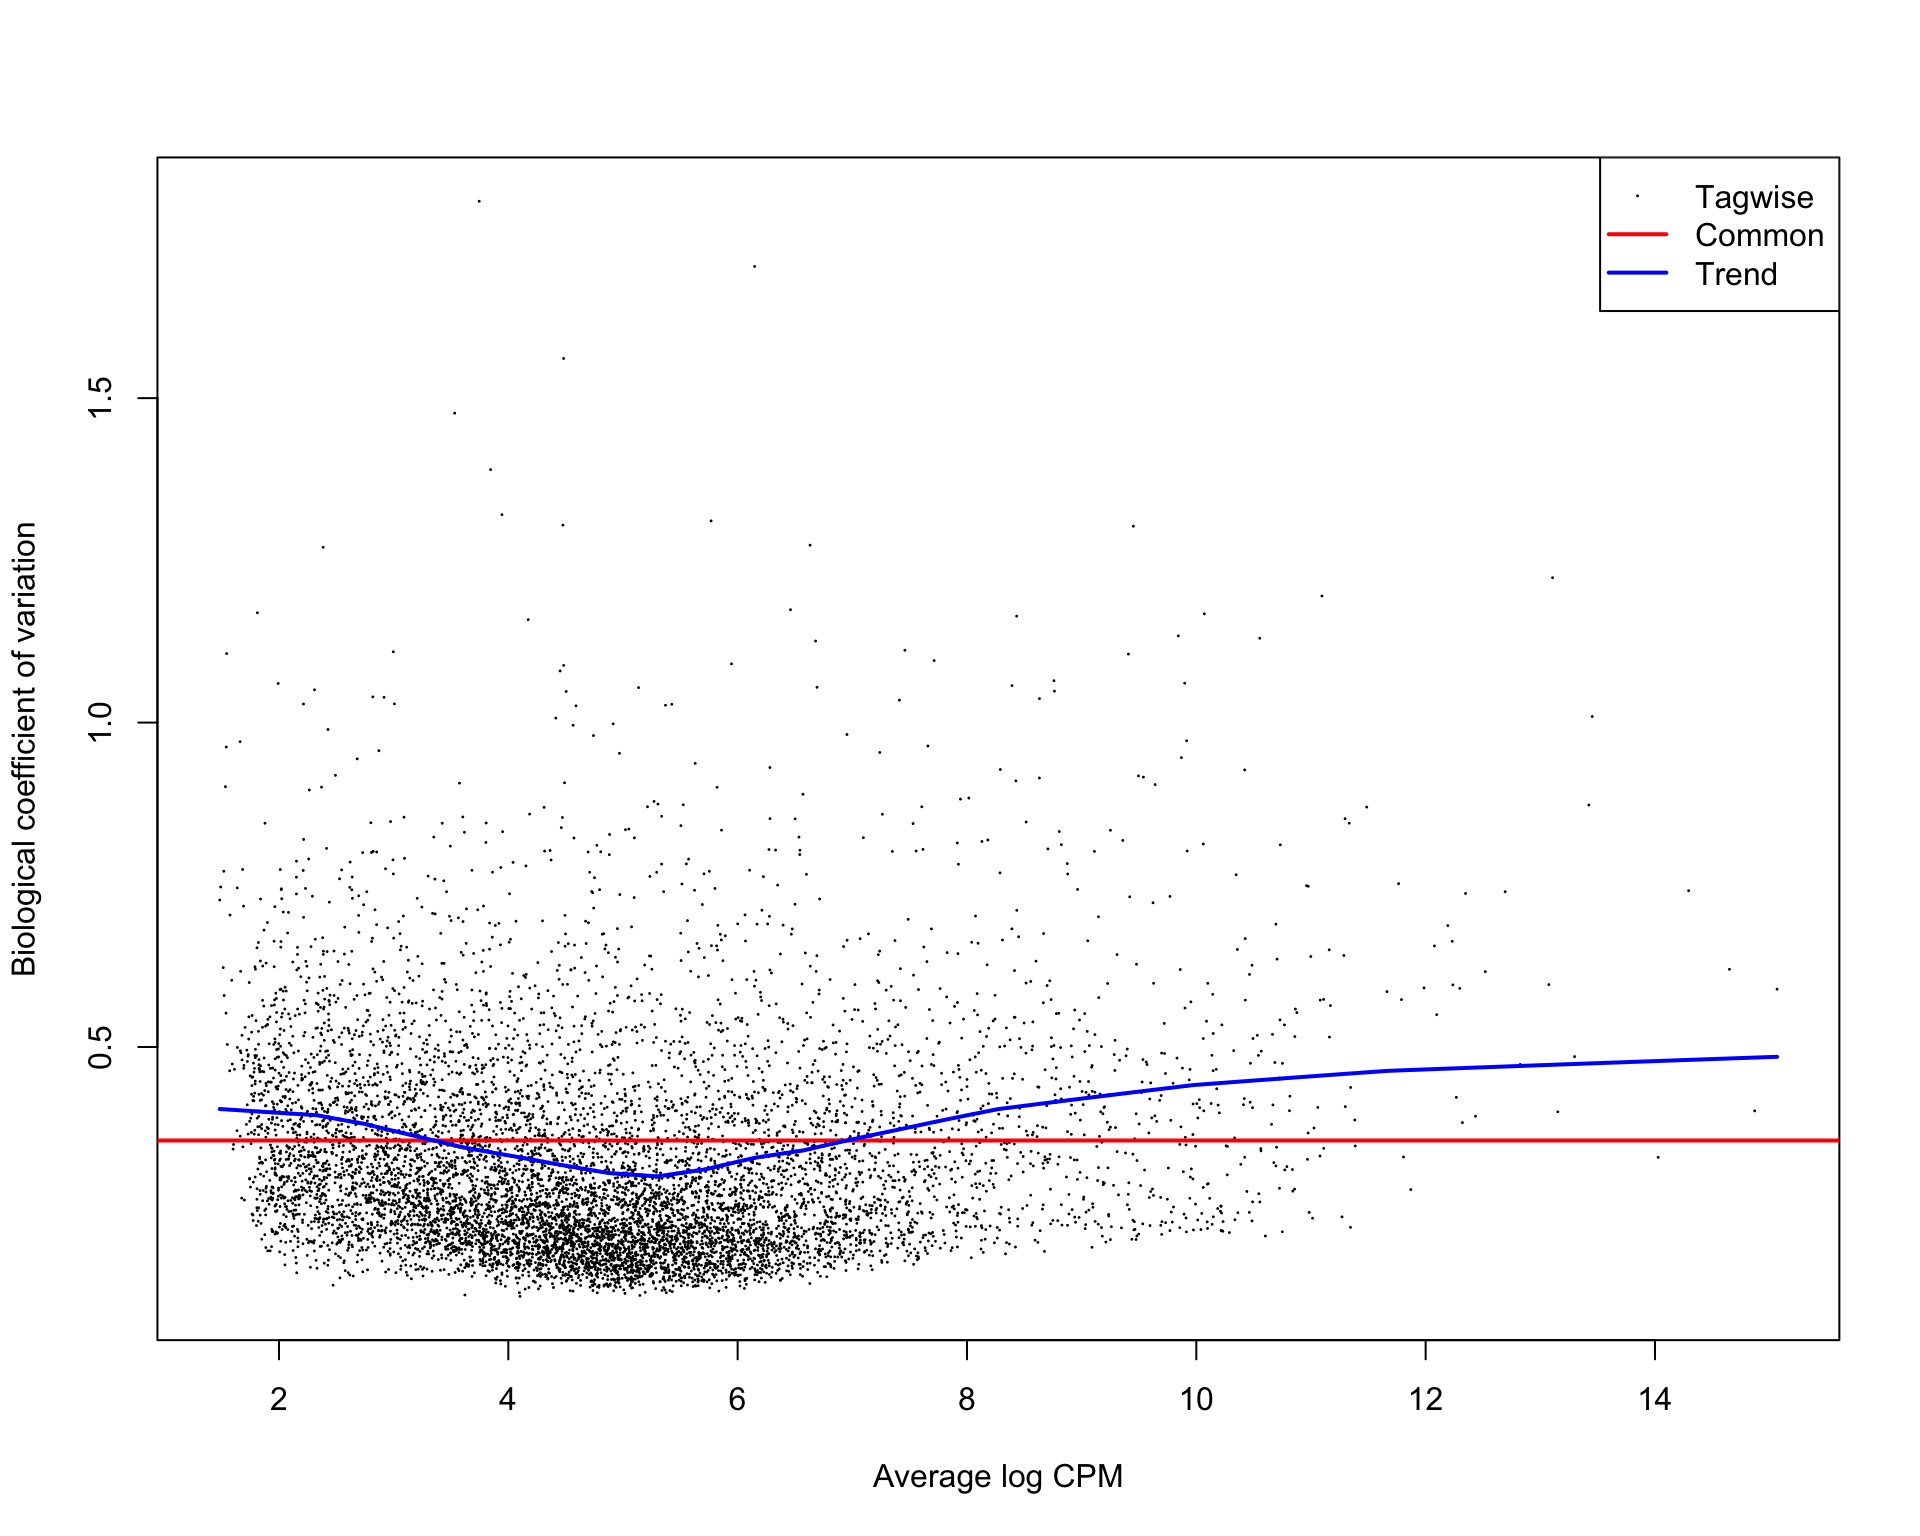 Tagwise
Common
Trend
Biological coefficient of variation
1.5
1.0
0.5
2 4 6 8 10 12 14
Average log CPM